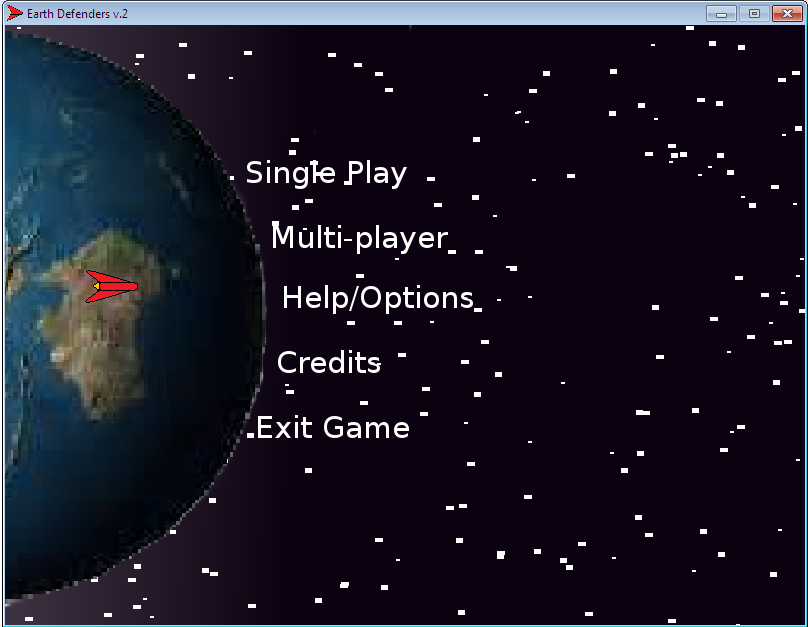 Earth Defenders v.2
Single Play
Multi-player
Help/Options
Credits
Exit Game